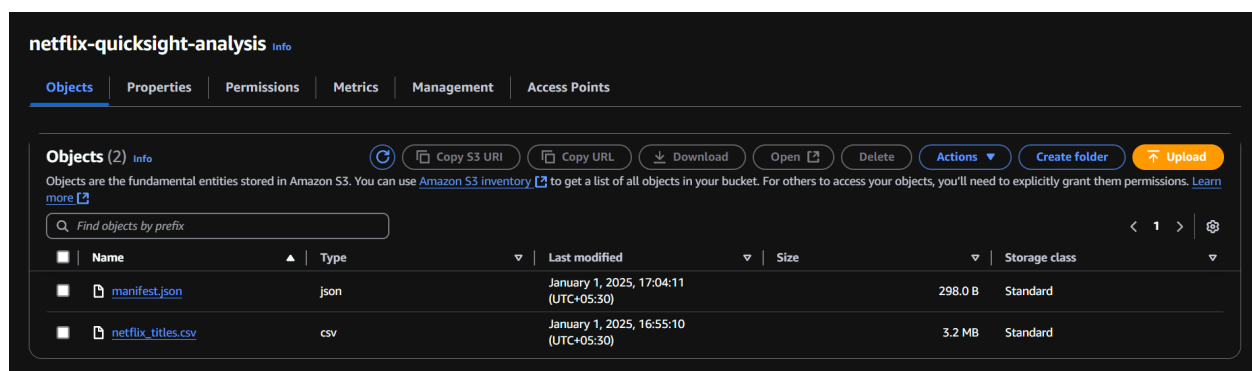 netflix-quicksight-analysis Info
Objects Properties Permissions Metrics Management Access Points
Objects (2) Info Copy S3 URI Copy URL Download Open Delete Actions Create folder Upload
Objects are the fundamental entities stored in Amazon S3. You can use Amazon S3 inventory to get a list of all objects in your bucket. For others to access your objects, you'll need to explicitly grant them permissions. Learn
more
Find objects by prefix 1
Name Type Last modified Size Storage class
manifest.json json January 1, 2025, 17:04:11 (UTC+05:30) 298.0 B Standard
netflix_titles.csv csv January 1, 2025, 16:55:10 (UTC+05:30) 3.2 MB Standard